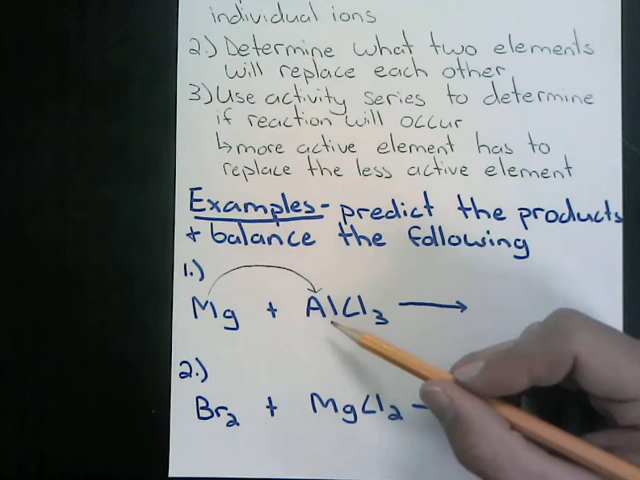 individual ions
2.) Determine what two elements
will replace each other
3.) Use activity series to determine
if reaction will occur
↳ more active element has to
replace the less active element
Examples - predict the products
+ balance the following
1.)
Mg + AlCl₃ →
2.)
Br₂ + MgCl₂ -